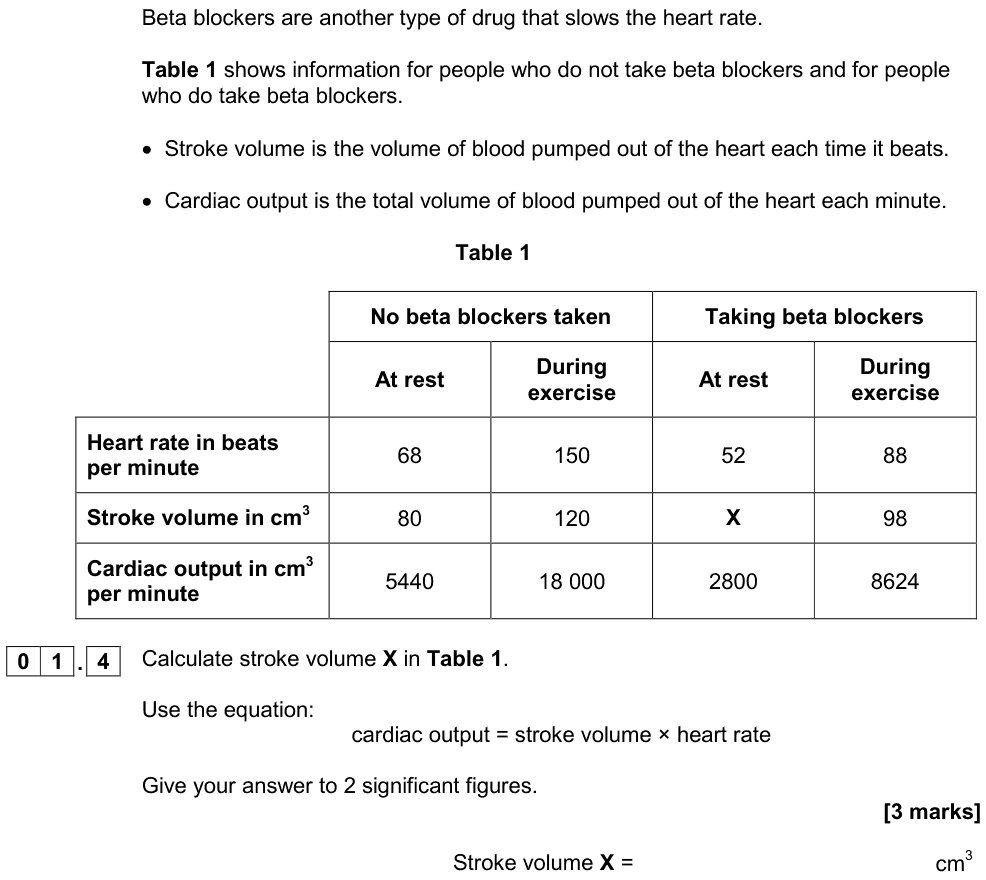 Beta blockers are another type of drug that slows the heart rate.
Table 1 shows information for people who do not take beta blockers and for people
who do take beta blockers.
• Stroke volume is the volume of blood pumped out of the heart each time it beats.
• Cardiac output is the total volume of blood pumped out of the heart each minute.
Table 1
No beta blockers taken Taking beta blockers
At rest During exercise At rest During exercise
Heart rate in beats per minute 68 150 52 88
Stroke volume in cm³ 80 120 X 98
Cardiac output in cm³ per minute 5440 18 000 2800 8624
0 1 . 4 Calculate stroke volume X in Table 1.
Use the equation:
cardiac output = stroke volume × heart rate
Give your answer to 2 significant figures.
[3 marks]
Stroke volume X = cm³